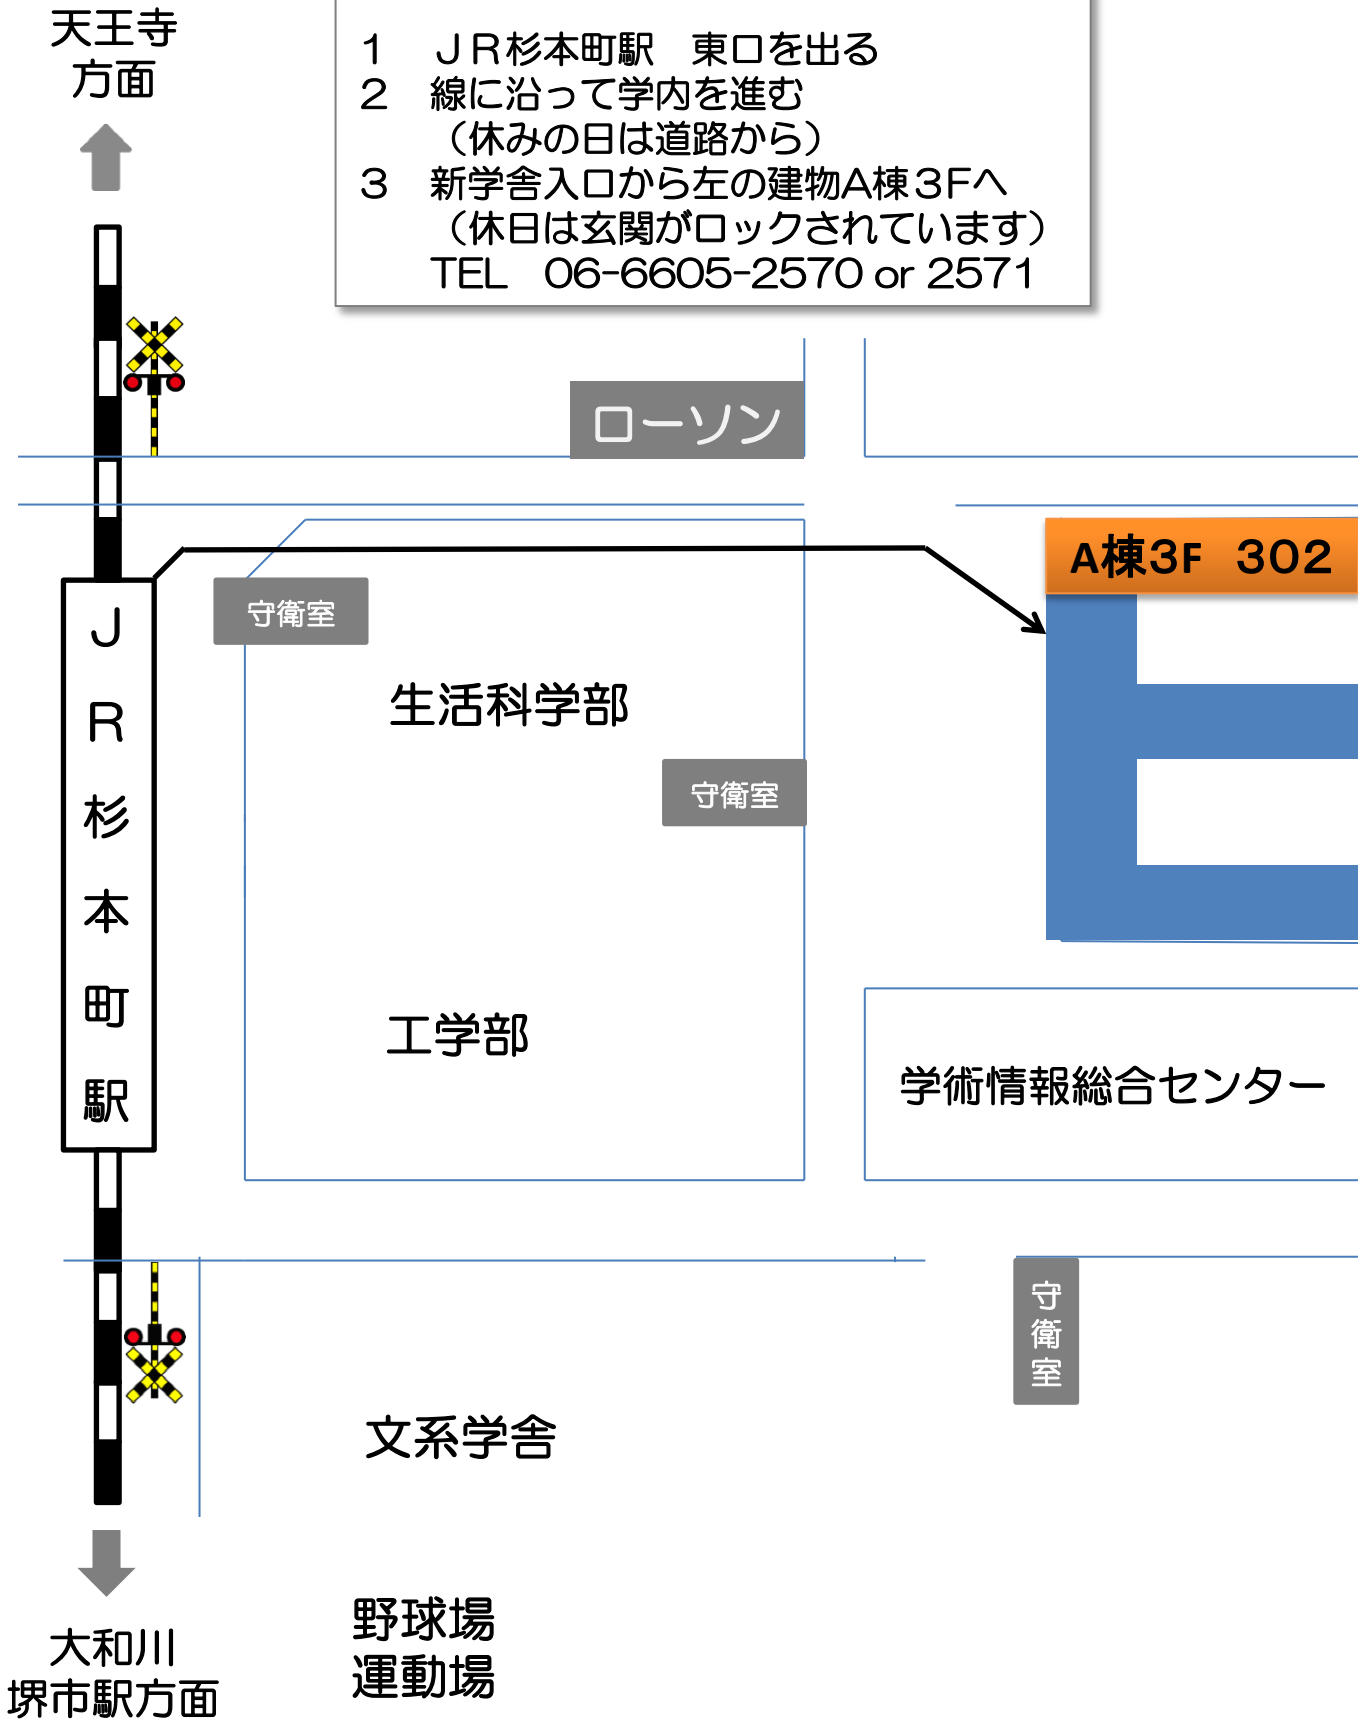 天王寺
方面
1　ＪＲ杉本町駅　東口を出る
2　線に沿って学内を進む
（休みの日は道路から）
3　新学舎入口から左の建物A棟3Fへ
（休日は玄関がロックされています）
TEL　06-6605-2570 or 2571
ローソン
A棟3F　302
守衛室
ＪＲ杉本町駅
生活科学部
守衛室
工学部
学術情報総合センター
守衛室
文系学舎
野球場
運動場
大和川
堺市駅方面